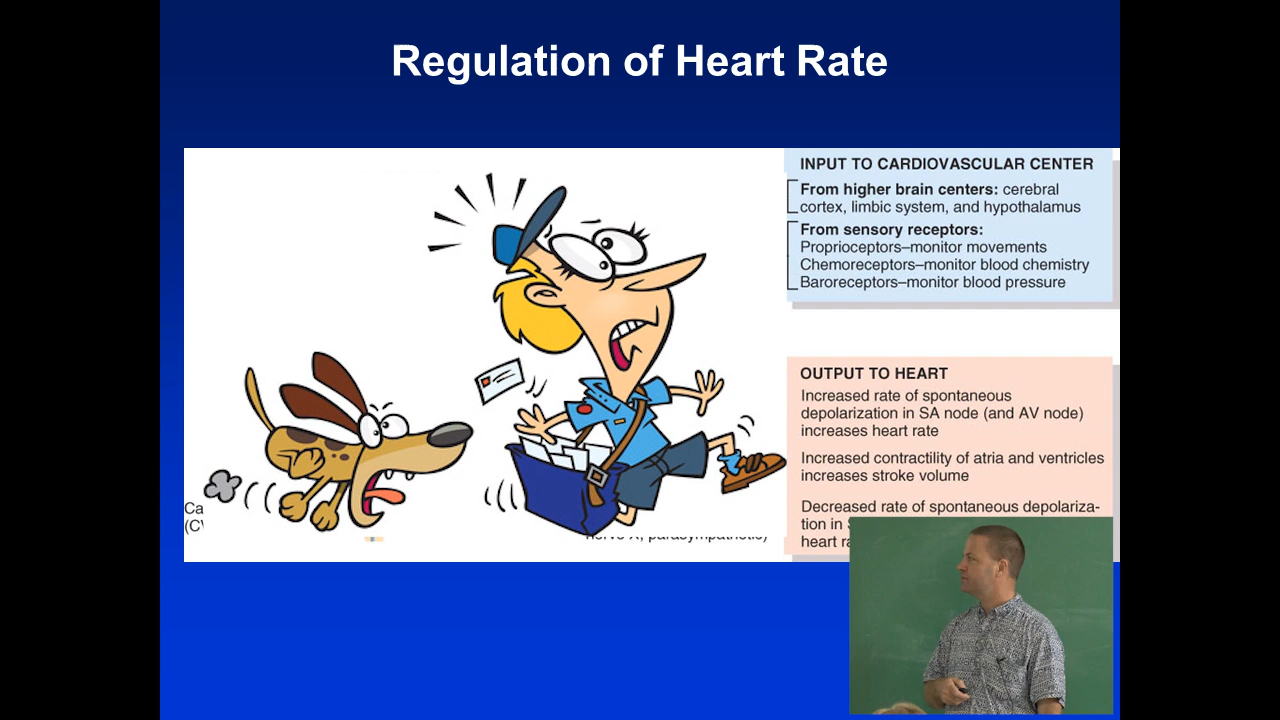 Regulation of Heart Rate
INPUT TO CARDIOVASCULAR CENTER
From higher brain centers: cerebral
cortex, limbic system, and hypothalamus
From sensory receptors:
Proprioceptors–monitor movements
Chemoreceptors–monitor blood chemistry
Baroreceptors–monitor blood pressure
OUTPUT TO HEART
Increased rate of spontaneous
depolarization in SA node (and AV node)
increases heart rate
Increased contractility of atria and ventricles
increases stroke volume
Decreased rate of spontaneous depolariza-
tion in
heart
Ca
(C
nerve X, parasympathetic)